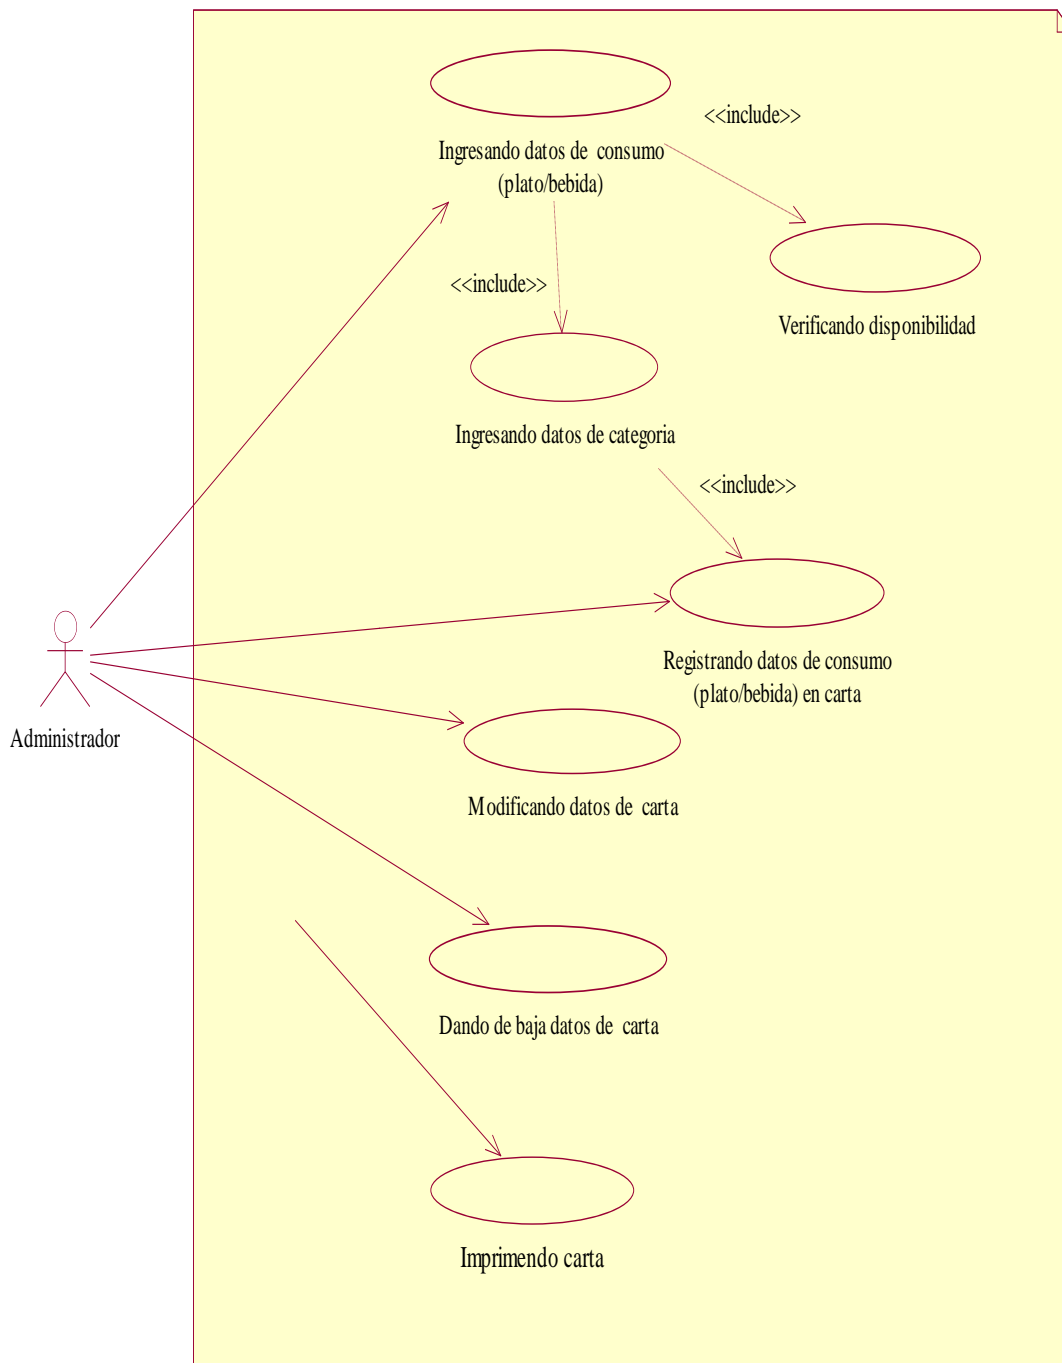 <<include>>
Ingresando datos de consumo
(plato/bebida)
<<include>>
Verificando disponibilidad
Ingresando datos de categoria
<<include>>
Registrando datos de consumo
(plato/bebida) en carta
Administrador
Modificando datos de carta
Dando de baja datos de carta
Imprimendo carta